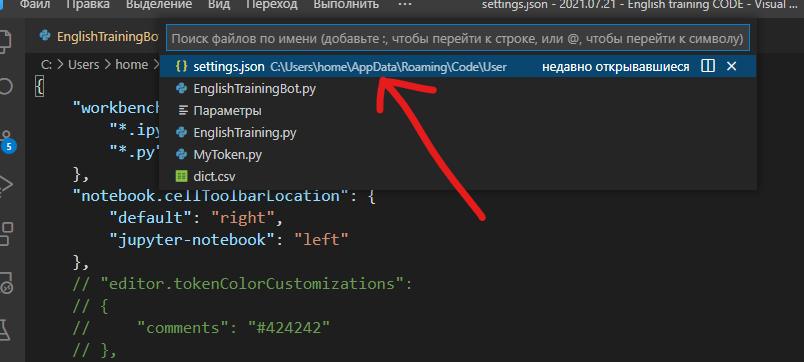 айл Правка Выделение Вид Переход Выполнить ··· settings.json - 2021.07.21 - English training CODE - Visual ...
EnglishTrainingBo
Поиск файлов по имени (добавьте :, чтобы перейти к строке, или @, чтобы перейти к символу)
C: > Users > home >
{} settings.json C:\Users\home\AppData\Roaming\Code\User недавно открывавшиеся
EnglishTrainingBot.py
Параметры
EnglishTraining.py
MyToken.py
dict.csv
{
"workbench
"*.ipy
"*.py"
},
"notebook.cellToolbarLocation": {
"default": "right",
"jupyter-notebook": "left"
},
// "editor.tokenColorCustomizations":
// {
//     "comments": "#424242"
// },
5